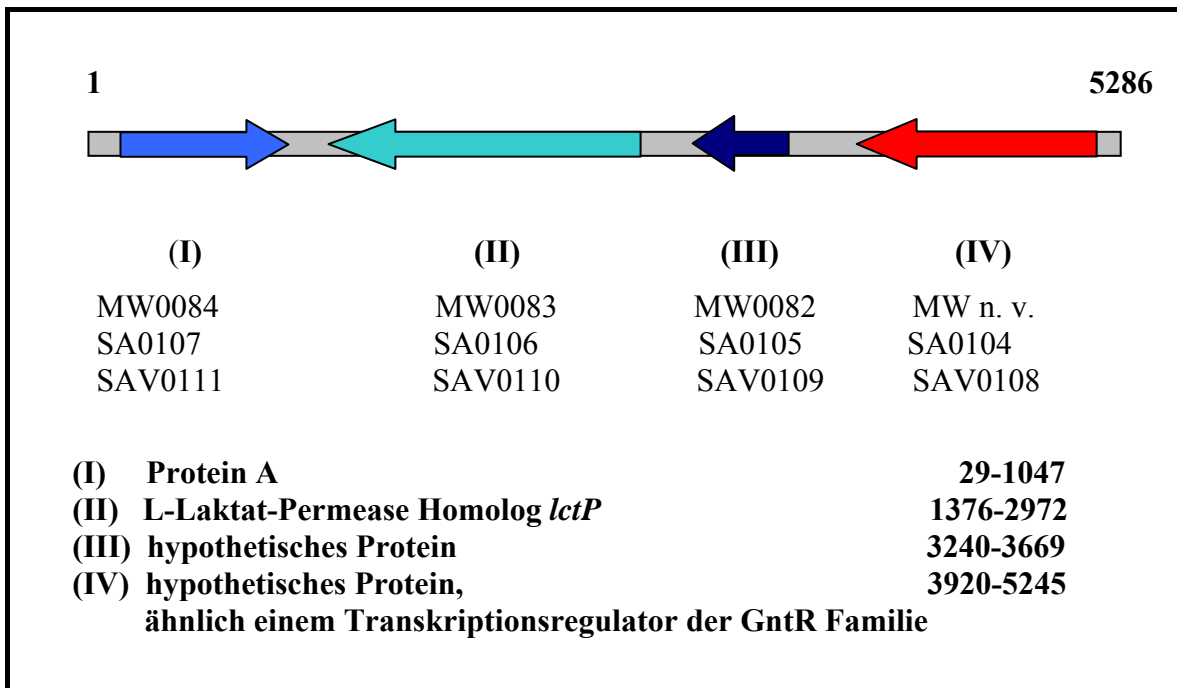 1 5286
(I) (II) (III) (IV)
MW0084 MW0083 MW0082 MW n. v.
SA0107 SA0106 SA0105 SA0104
SAV0111 SAV0110 SAV0109 SAV0108
(I) Protein A 29-1047
(II) L-Laktat-Permease Homolog lctP 1376-2972
(III) hypothetisches Protein 3240-3669
(IV) hypothetisches Protein, 3920-5245
ähnlich einem Transkriptionsregulator der GntR Familie